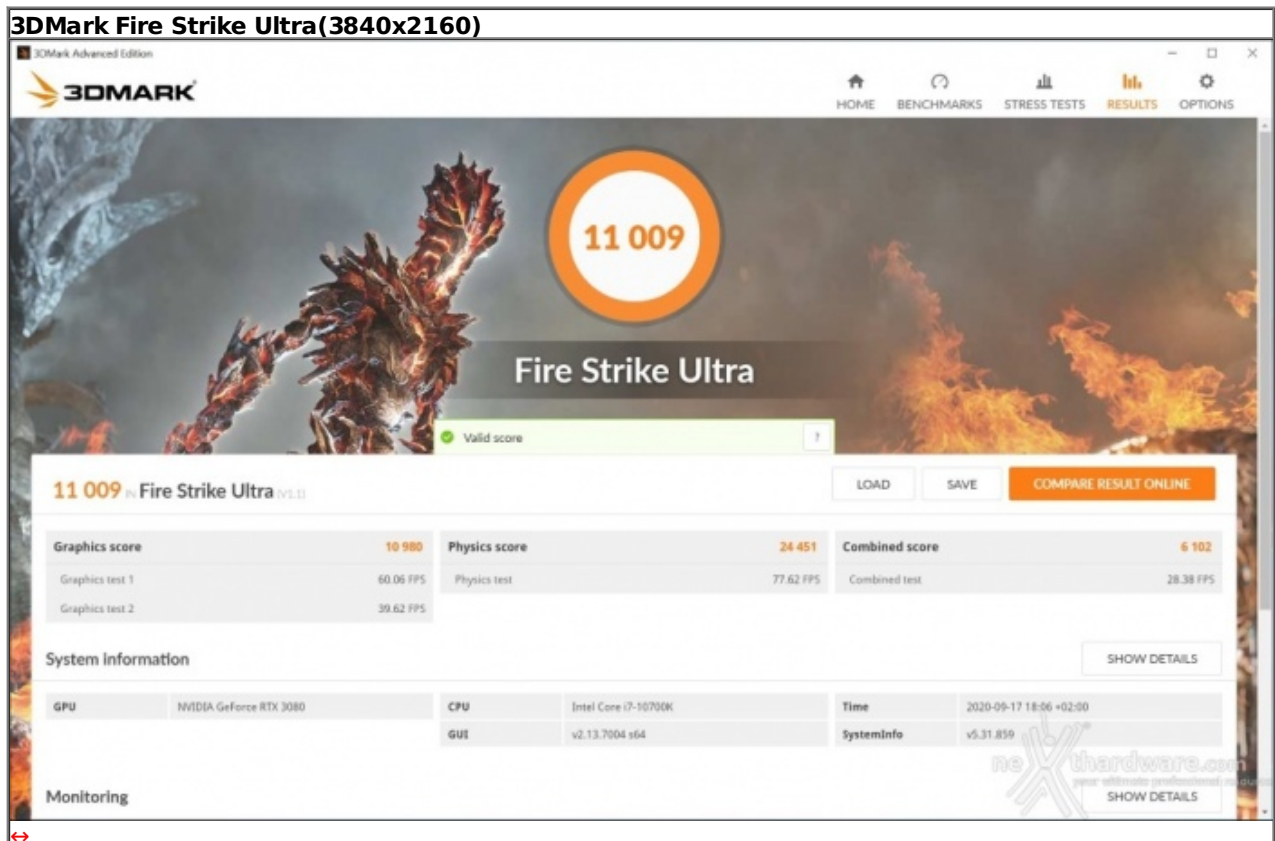 3DMark Fire Strike Ultra(3840x2160)
3DMark Advanced Edition
3DMARK
HOME BENCHMARKS STRESS TESTS RESULTS OPTIONS
11 009
Fire Strike Ultra
Valid score ?
11 009 IN Fire Strike Ultra (V1.1)
LOAD SAVE COMPARE RESULT ONLINE
Graphics score 10 980 Physics score 24 451 Combined score 6 102
Graphics test 1 60.06 FPS Physics test 77.62 FPS Combined test 28.38 FPS
Graphics test 2 39.62 FPS
System information SHOW DETAILS
GPU NVIDIA GeForce RTX 3080 CPU Intel Core i7-10700K Time 2020-09-17 18:06 +02:00
GUI v2.13.7004 s64 SystemInfo v5.31.859
nexthardware.com
your ultimate professional resource
Monitoring SHOW DETAILS
↔